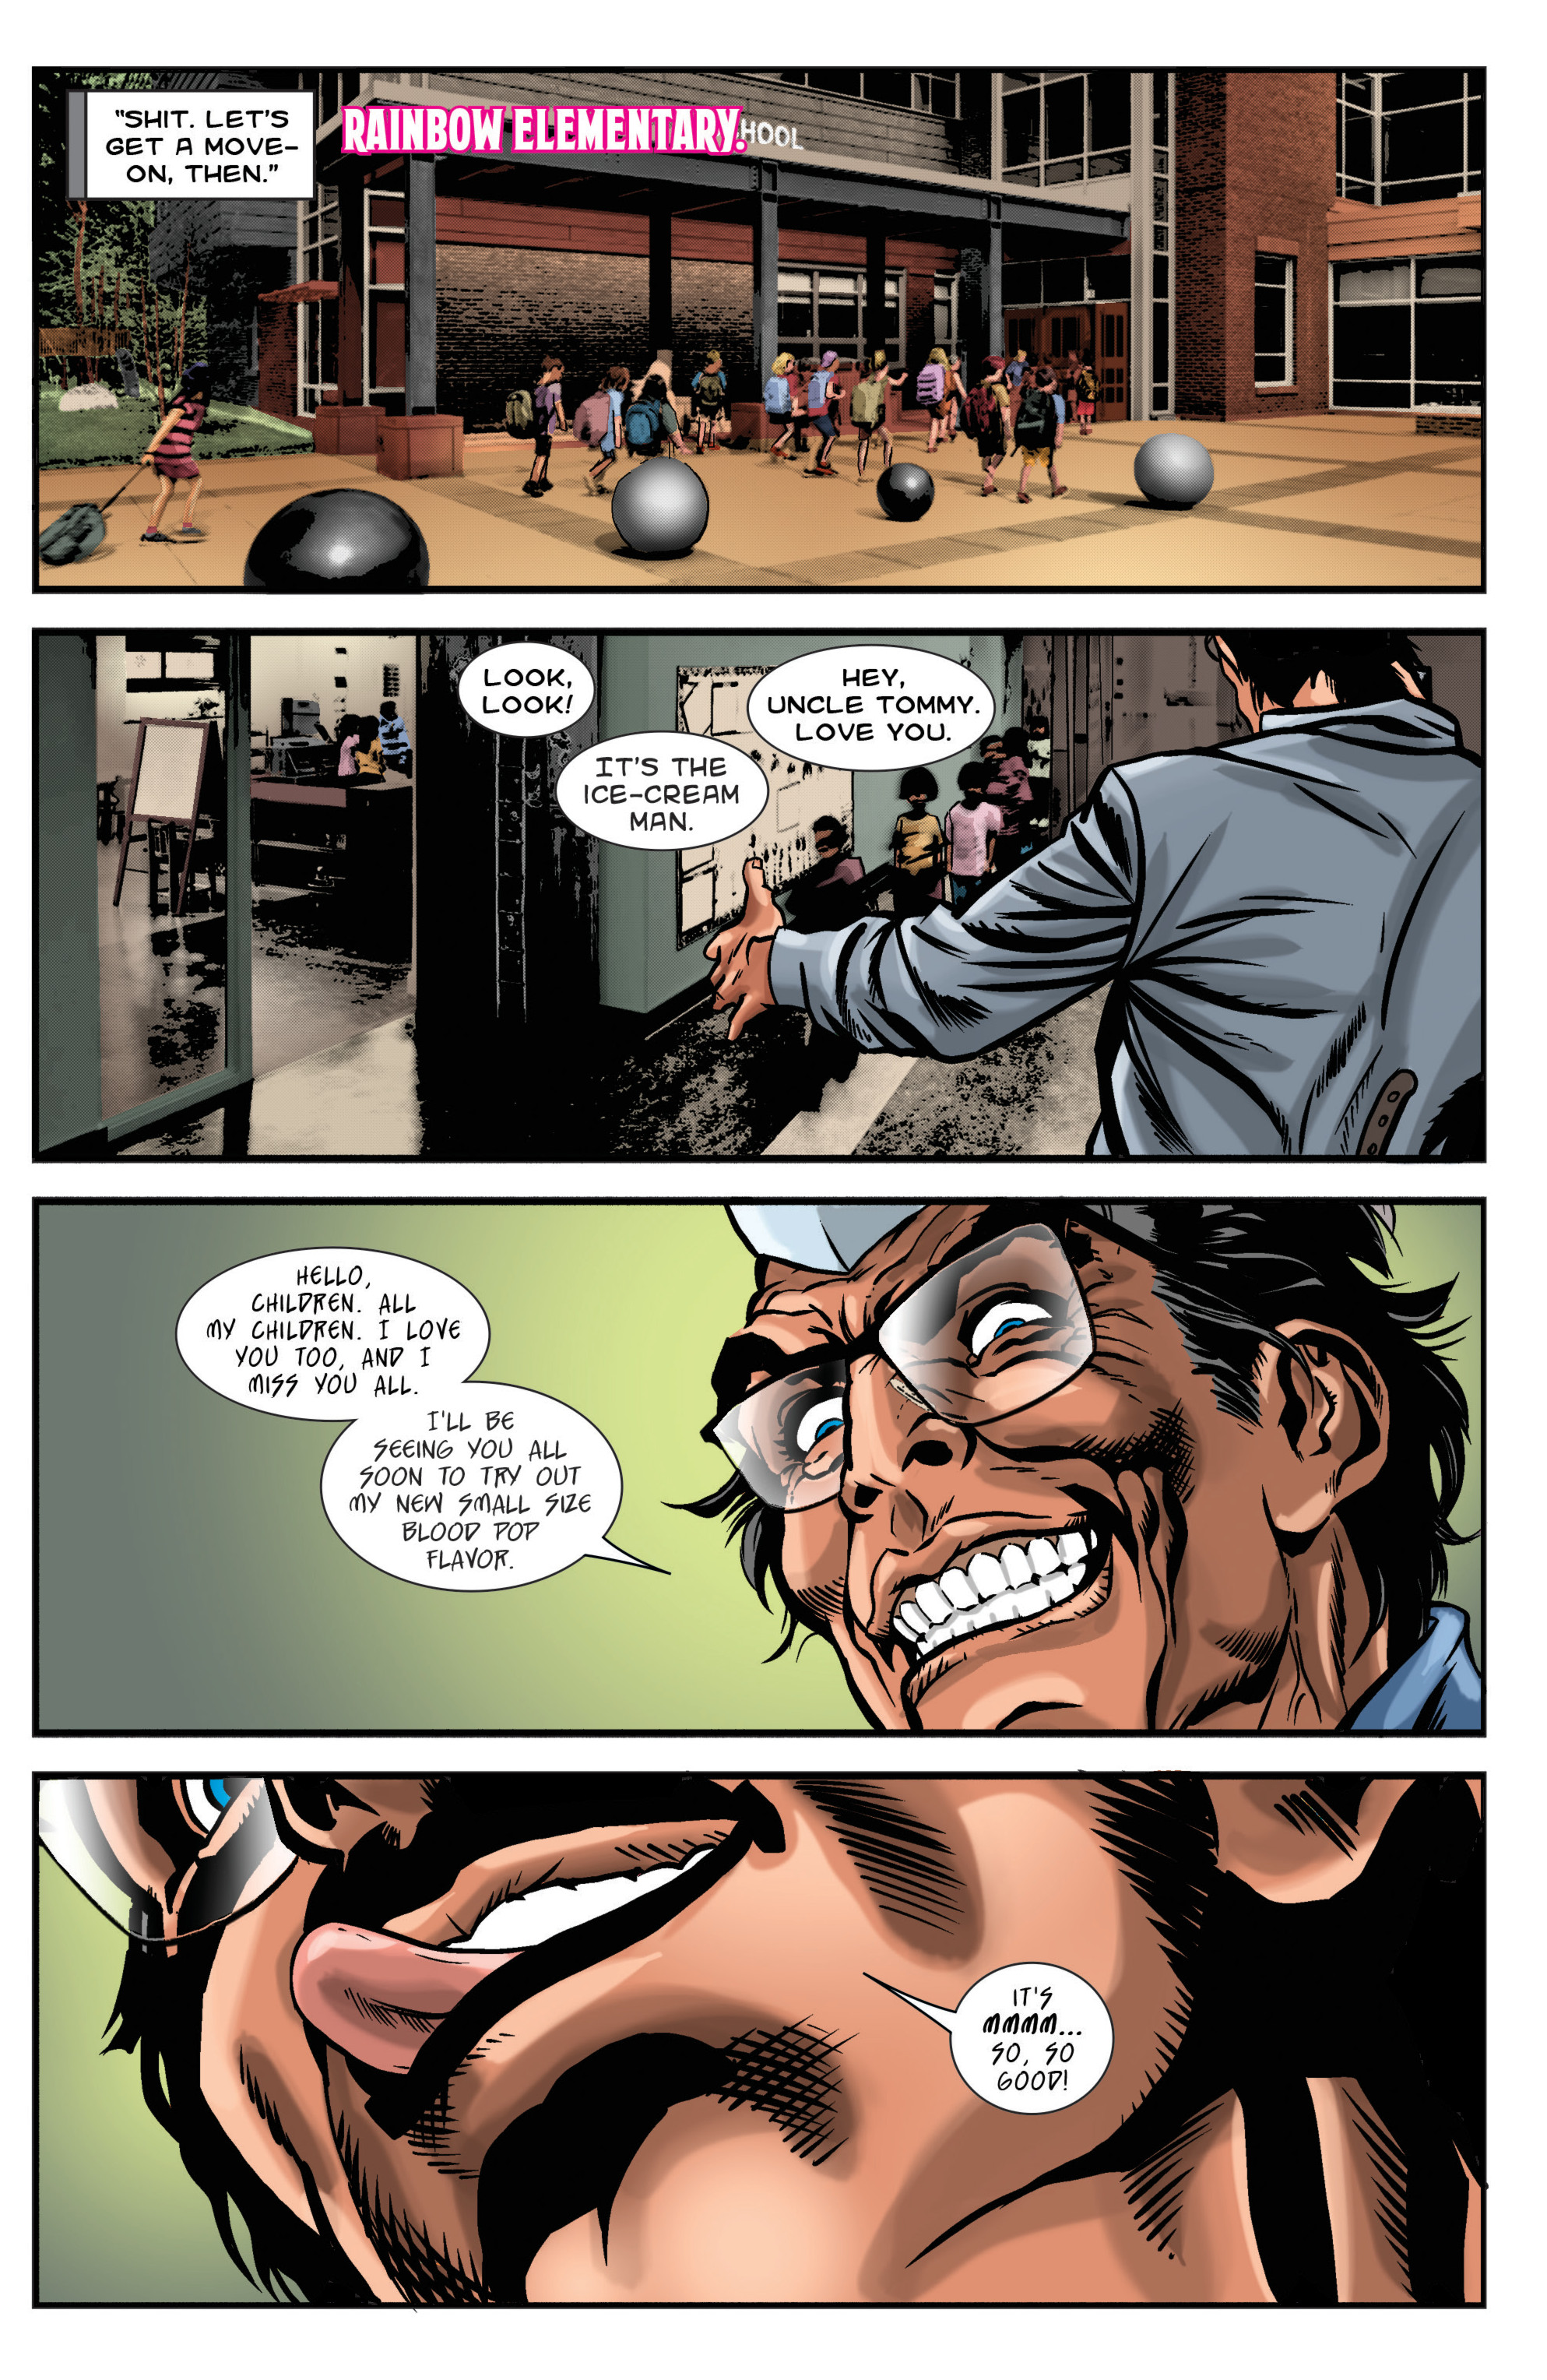 "SHIT. LET'S
GET A MOVE-
ON, THEN."
RAINBOW ELEMENTARY.
HOOL
LOOK,
LOOK!
IT'S THE
ICE-CREAM
MAN.
HEY,
UNCLE TOMMY.
LOVE YOU.
HELLO,
CHILDREN. ALL
MY CHILDREN. I LOVE
YOU TOO, AND I
MISS YOU ALL.
I'LL BE
SEEING YOU ALL
SOON TO TRY OUT
MY NEW SMALL SIZE
BLOOD POP
FLAVOR.
IT'S
MMMM...
SO, SO
GOOD!